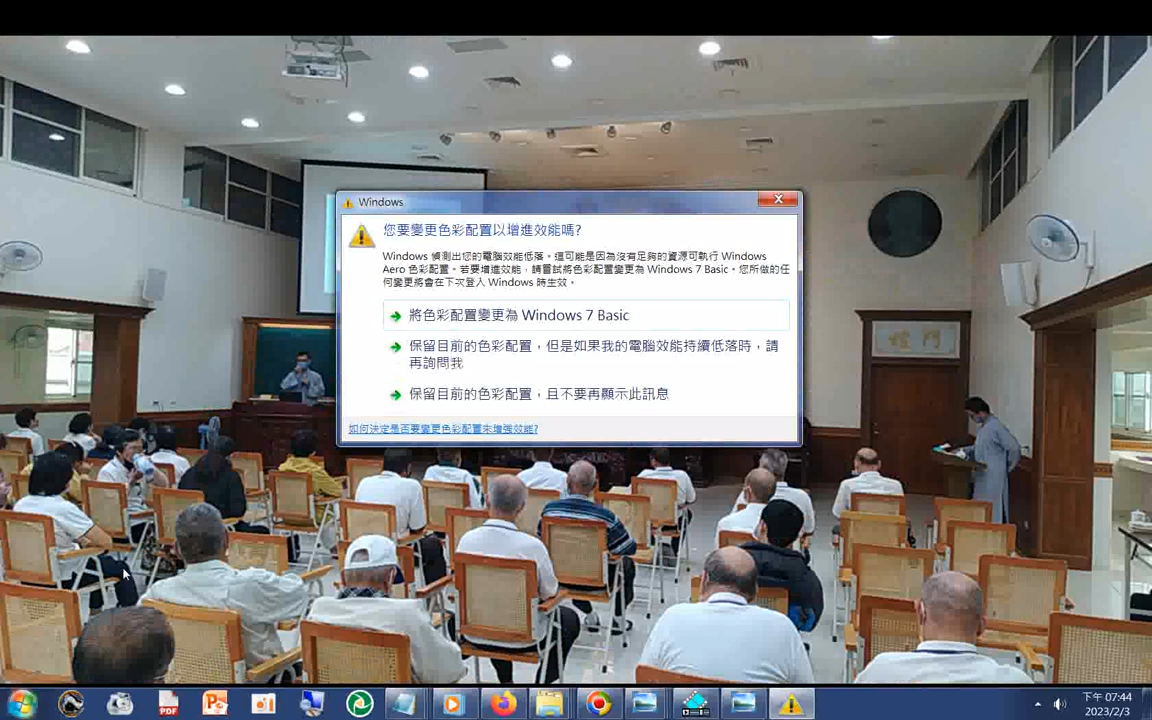 Windows
您要變更色彩配置以增進效能嗎?
Windows 偵測出您的電腦效能低落。這可能是因為沒有足夠的資源可執行 Windows
Aero 色彩配置。若要增進效能，請嘗試將色彩配置變更為 Windows 7 Basic。您所做的任
何變更將會在下次登入 Windows 時生效。
將色彩配置變更為 Windows 7 Basic
保留目前的色彩配置，但是如果我的電腦效能持續低落時，請
再詢問我
保留目前的色彩配置，且不要再顯示此訊息
如何決定是否要變更色彩配置來增強效能?
PDF
下午 07:44
2023/2/3